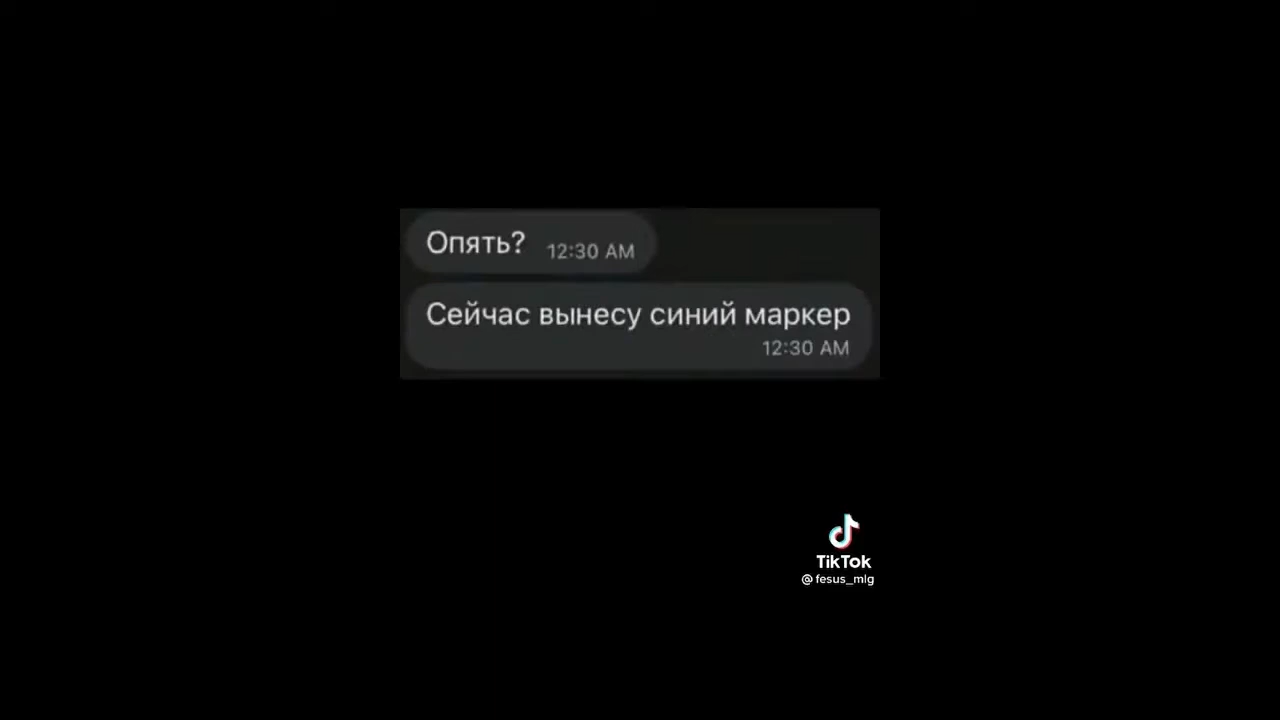 Опять? 12:30 AM
Сейчас вынесу синий маркер
12:30 AM
TikTok
@fesus_mlg